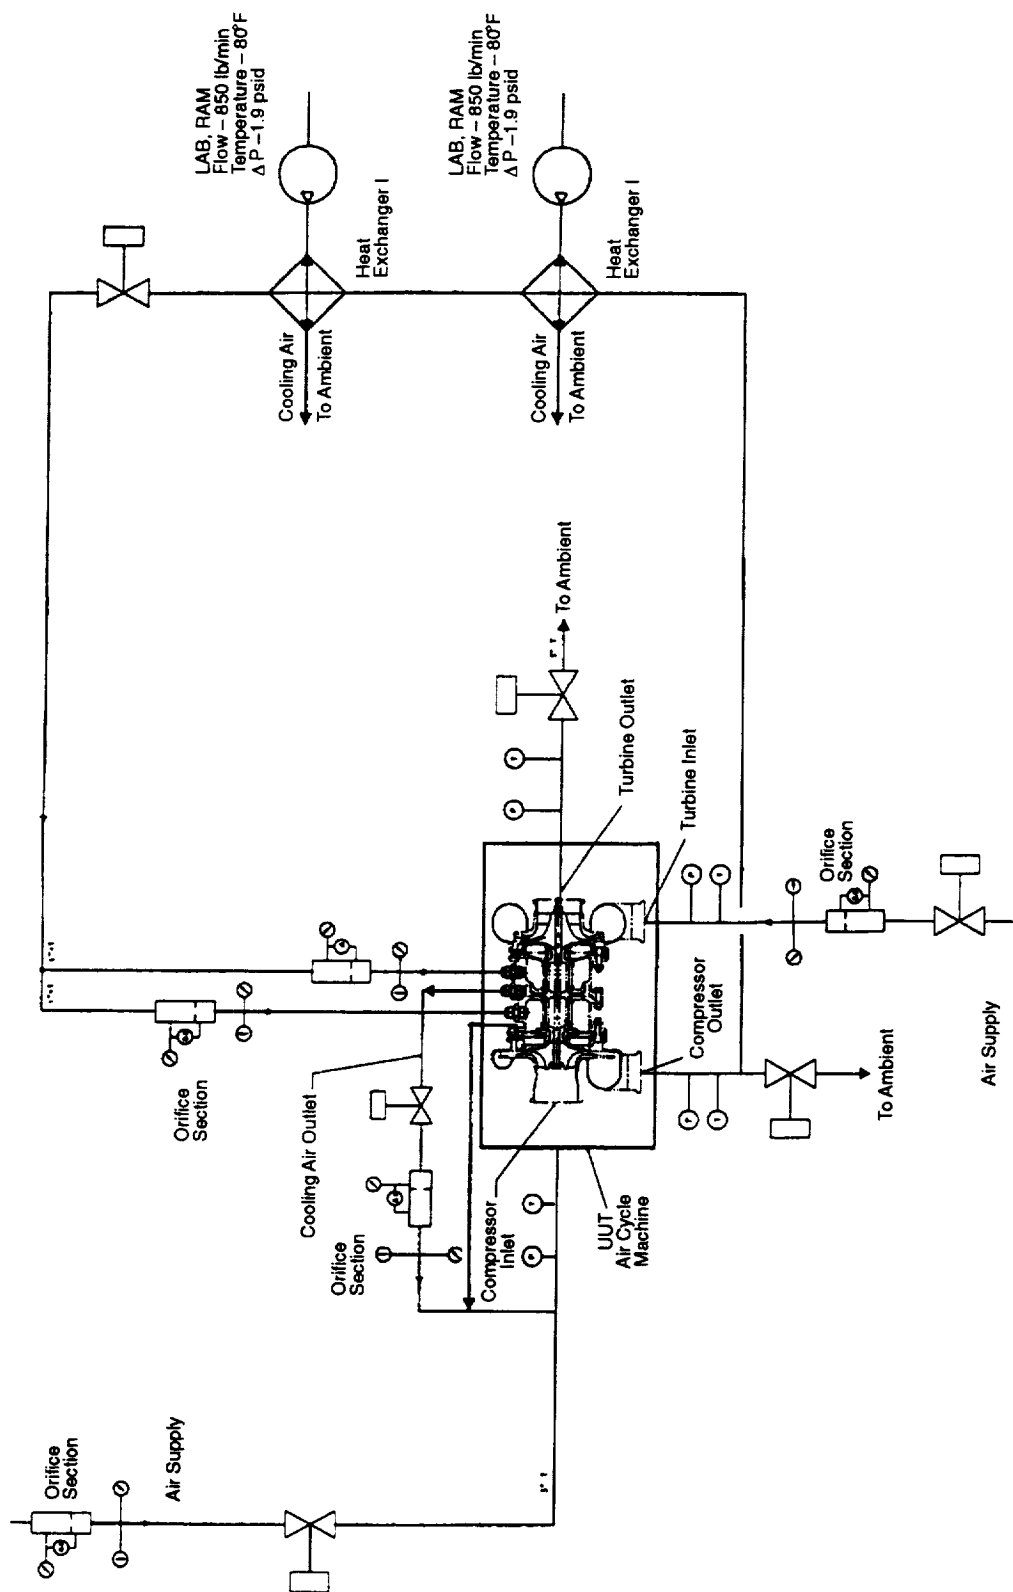 LAB, RAM
Flow – 850 lb/min
Temperature – 80°F
Δ P –1.9 psid
LAB, RAM
Flow – 850 lb/min
Temperature – 80°F
Δ P –1.9 psid
Heat
Exchanger I
Heat
Exchanger I
Cooling Air
To Ambient
Cooling Air
To Ambient
To Ambient
Turbine Outlet
Turbine Inlet
Orifice
Section
Compressor
Outlet
Air Supply
To Ambient
Orifice
Section
Cooling Air Outlet
Orifice
Section
Compressor
Inlet
UUT
Air Cycle
Machine
Orifice
Section
Air Supply